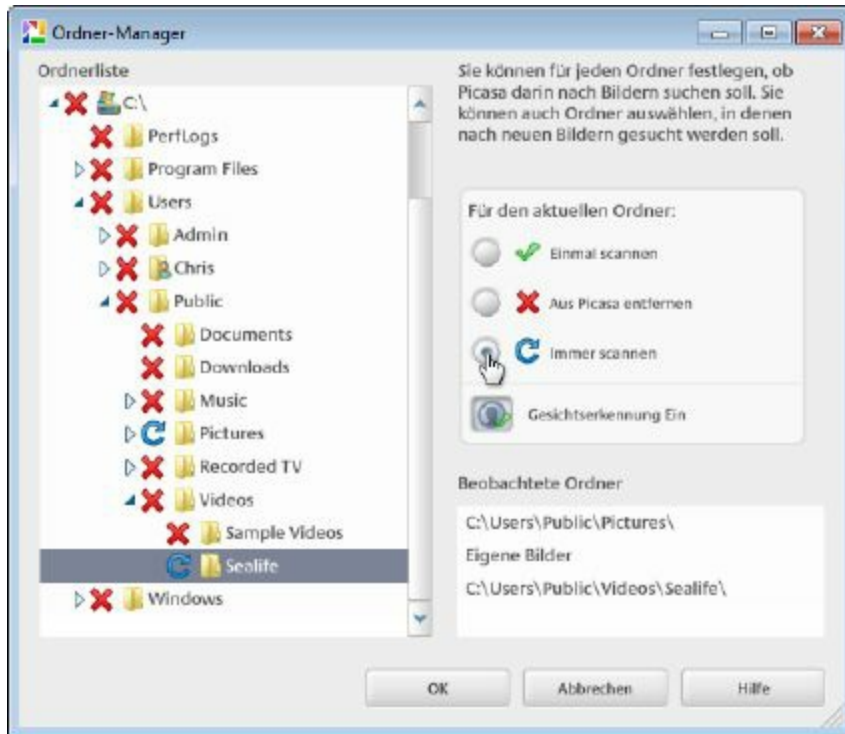 Ordner-Manager
Ordnerliste
C:\
PerfLogs
Program Files
Users
Admin
Chris
Public
Documents
Downloads
Music
Pictures
Recorded TV
Videos
Sample Videos
Sealife
Windows
Sie können für jeden Ordner festlegen, ob
Picasa darin nach Bildern suchen soll. Sie
können auch Ordner auswählen, in denen
nach neuen Bildern gesucht werden soll.
Für den aktuellen Ordner:
Einmal scannen
Aus Picasa entfernen
Immer scannen
Gesichtserkennung Ein
Beobachtete Ordner
C:\Users\Public\Pictures\
Eigene Bilder
C:\Users\Public\Videos\Sealife\
OK
Abbrechen
Hilfe